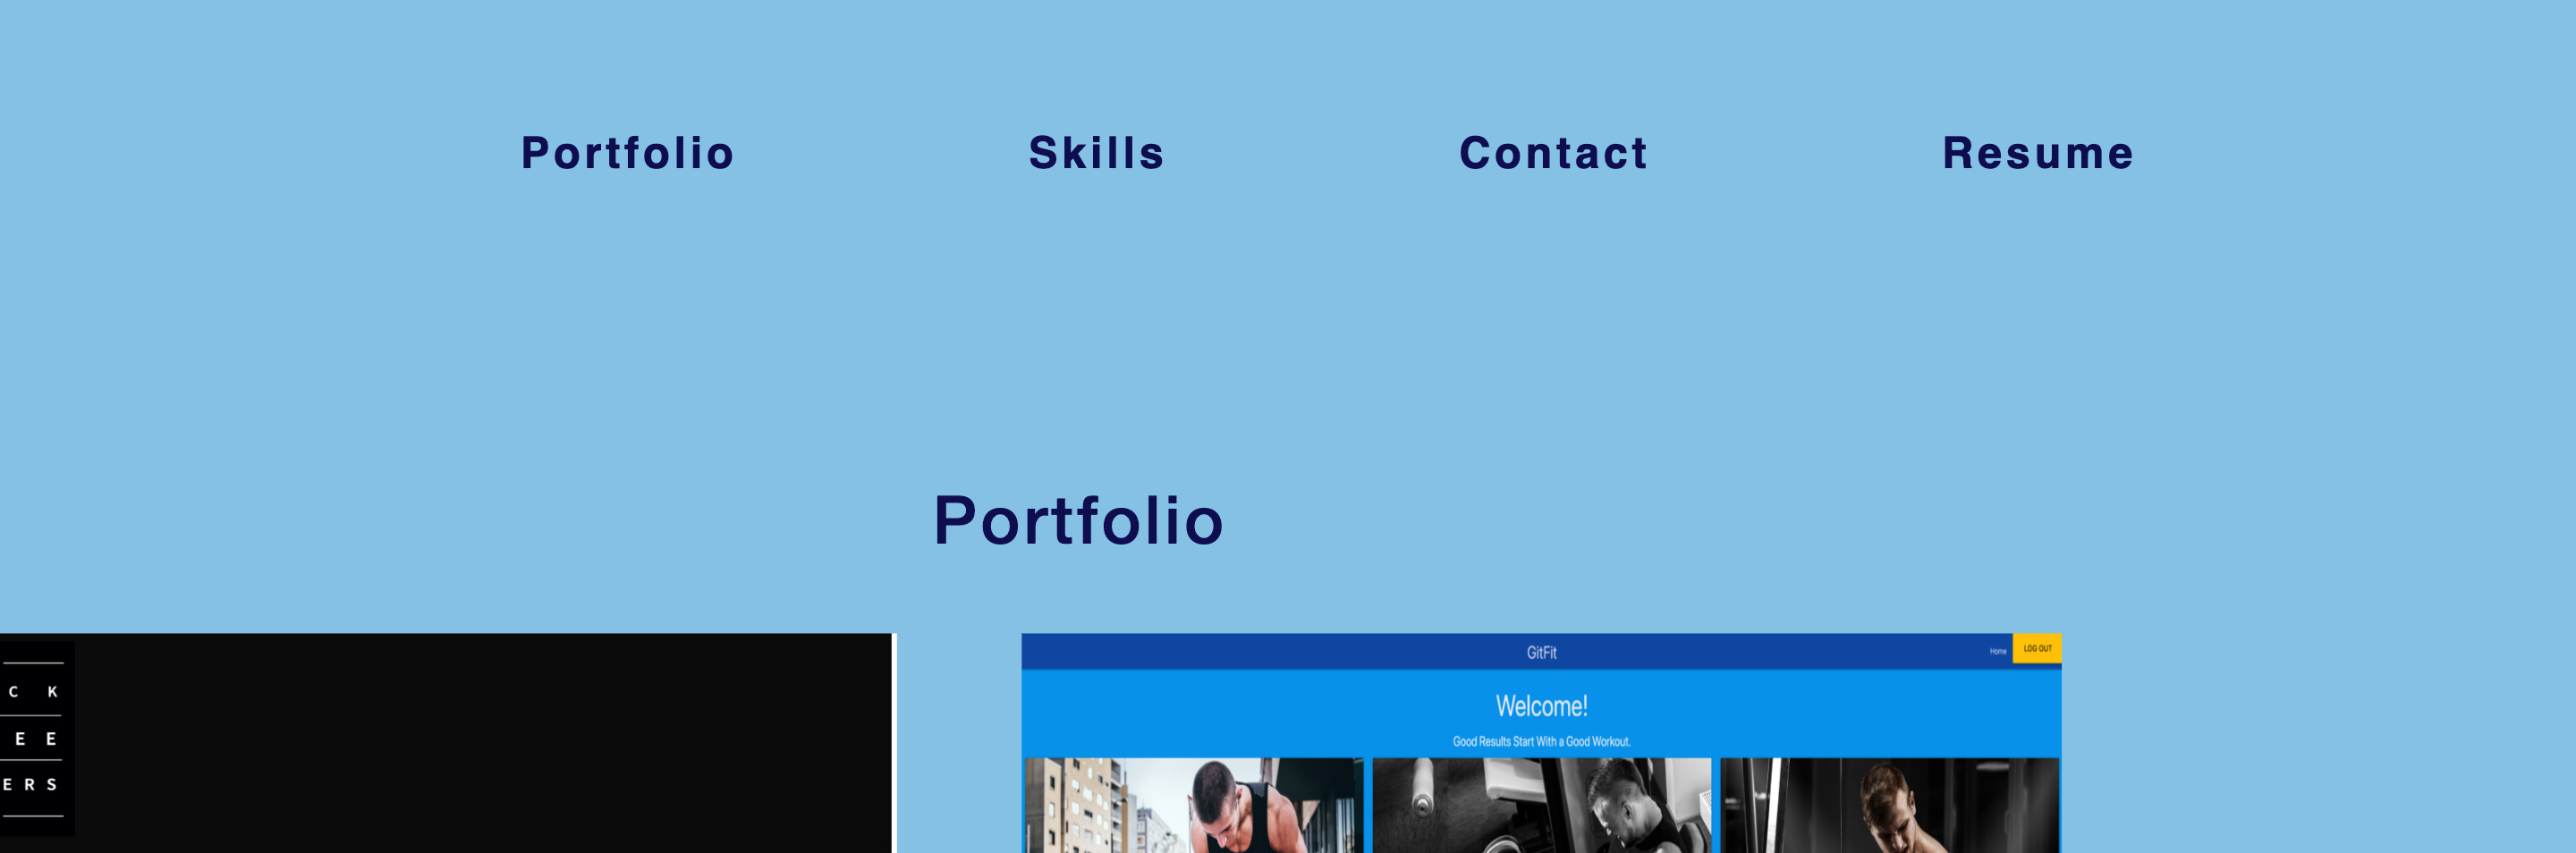 Portfolio Skills Contact Resume
Portfolio
C K
E E
E R S
GitFit Home LOG OUT
Welcome!
Good Results Start With a Good Workout.